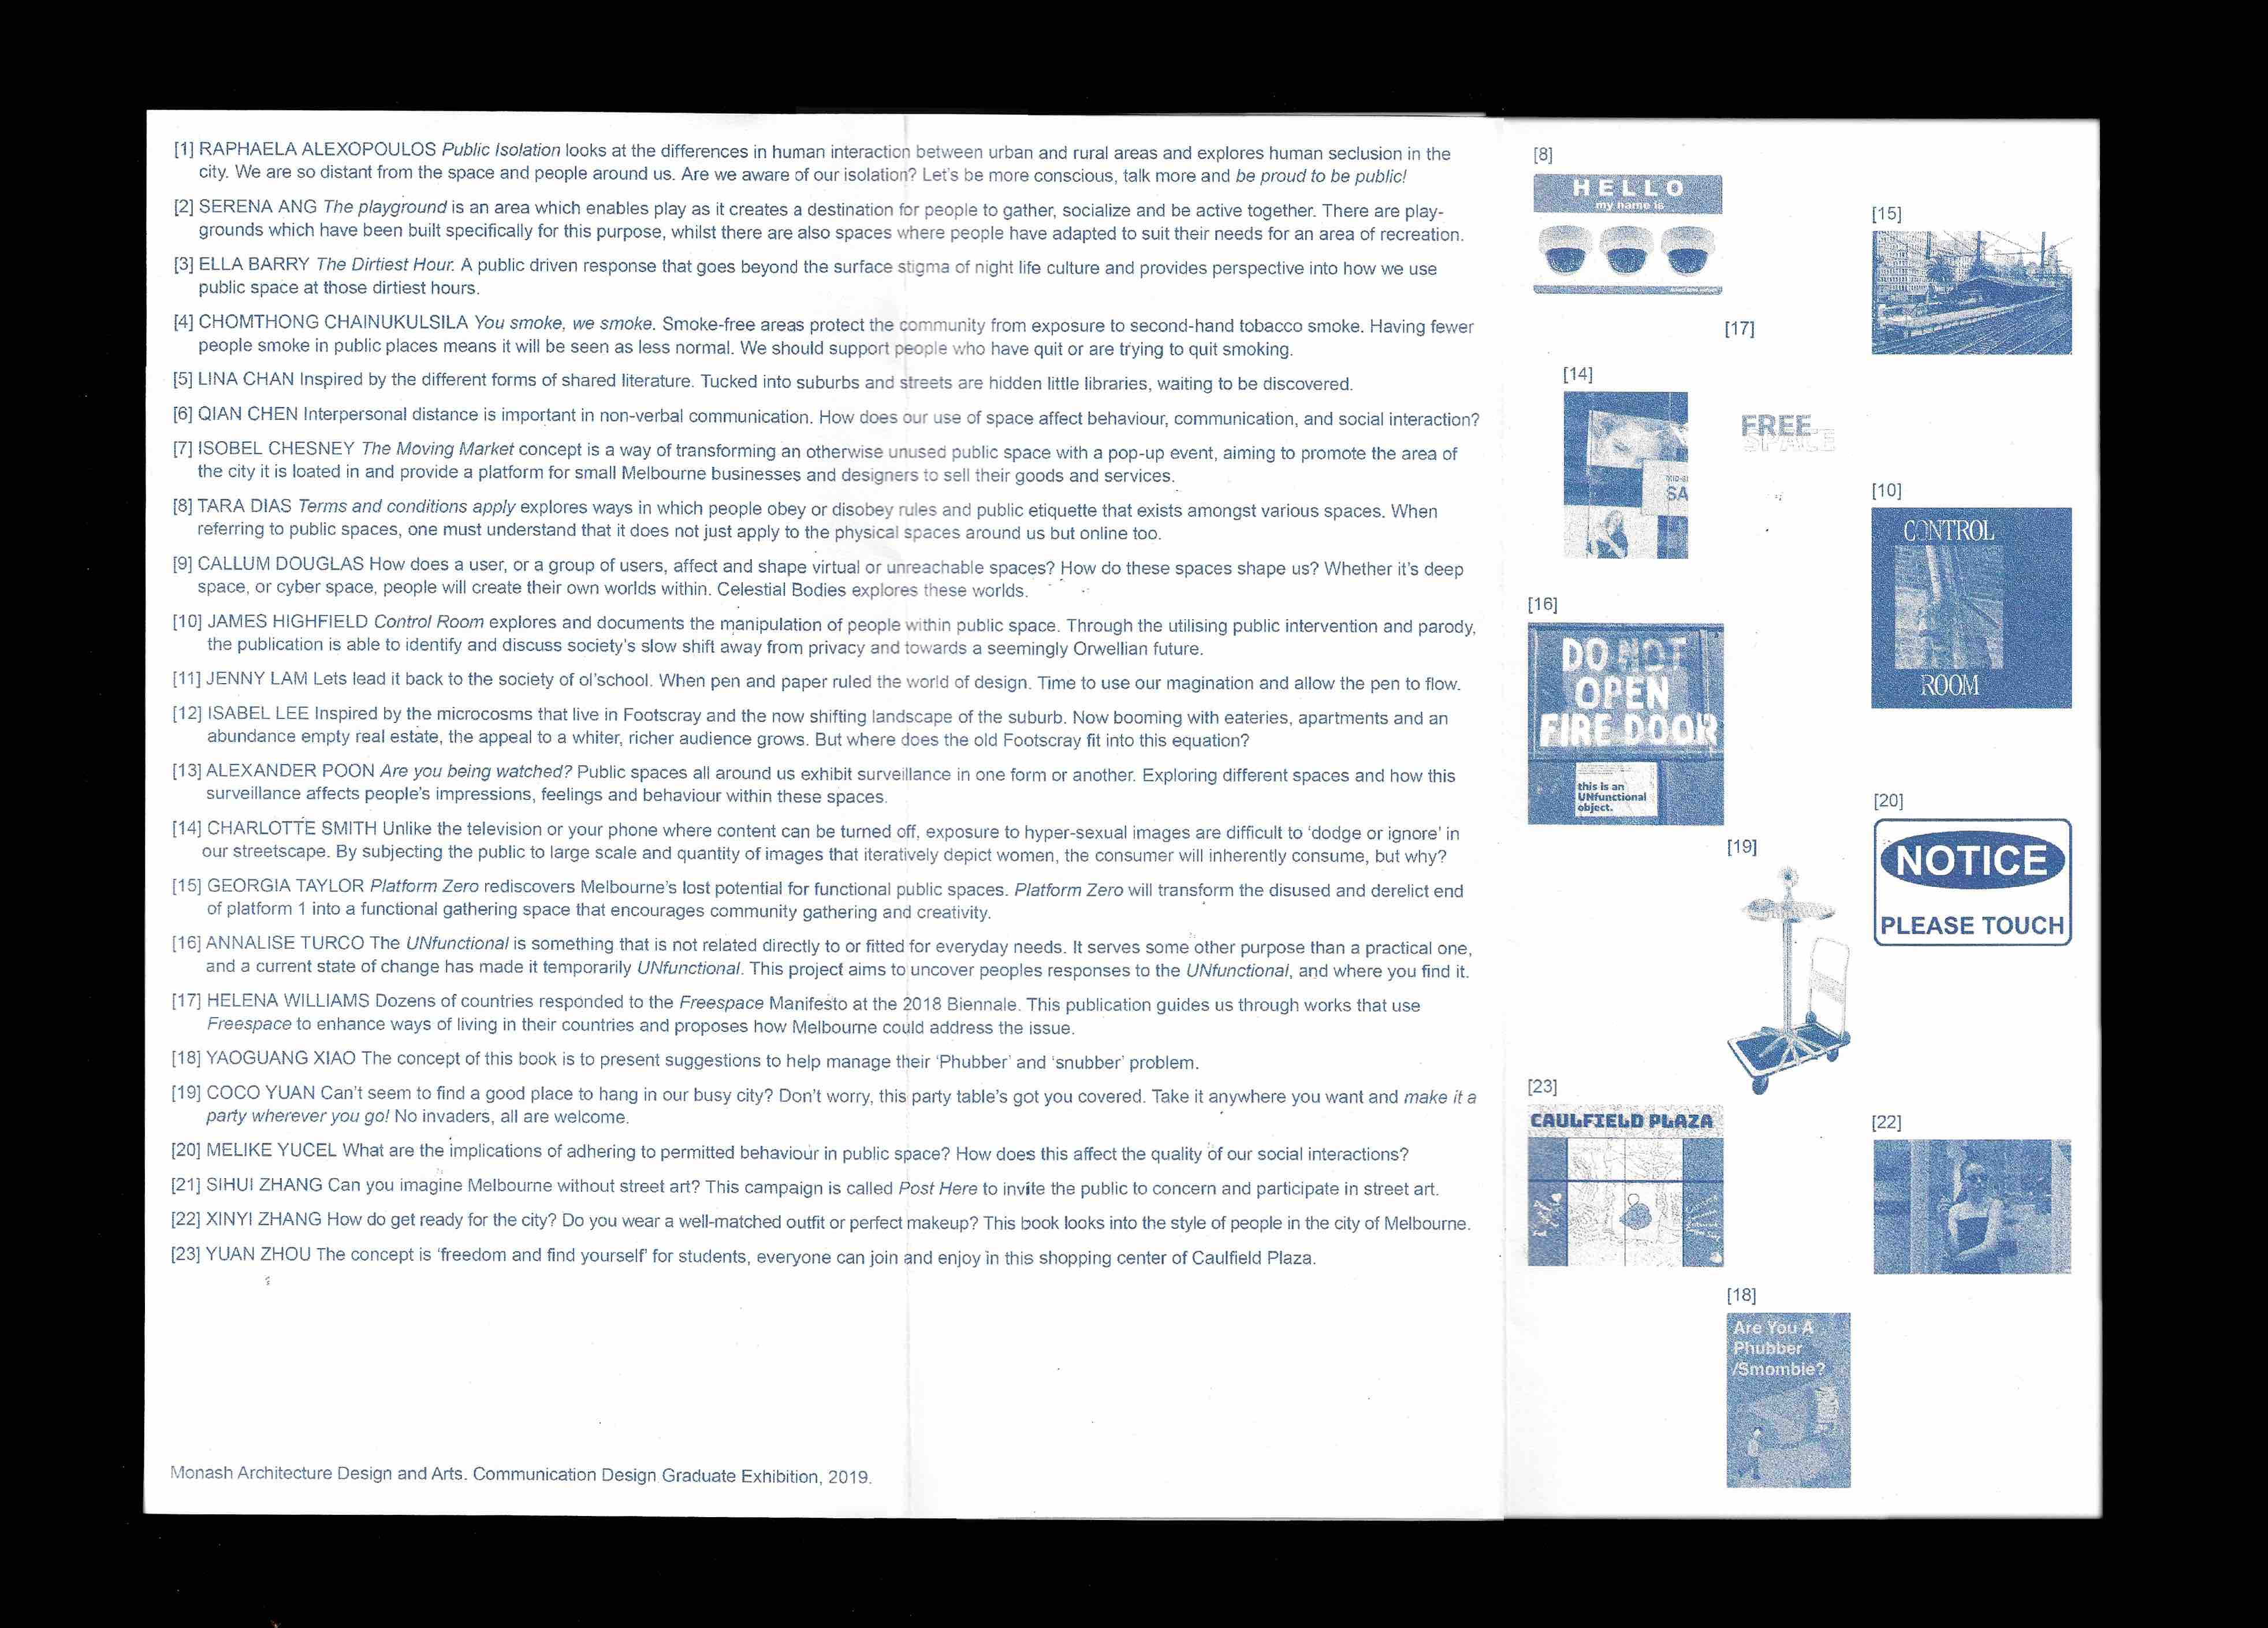 [1] RAPHAELA ALEXOPOULOS Public Isolation looks at the differences in human interaction between urban and rural areas and explores human seclusion in the
city. We are so distant from the space and people around us. Are we aware of our isolation? Let's be more conscious, talk more and be proud to be public!
[2] SERENA ANG The playground is an area which enables play as it creates a destination for people to gather, socialize and be active together. There are play-
grounds which have been built specifically for this purpose, whilst there are also spaces where people have adapted to suit their needs for an area of recreation.
[3] ELLA BARRY The Dirtiest Hour. A public driven response that goes beyond the surface stigma of night life culture and provides perspective into how we use
public space at those dirtiest hours.
[4] CHOMTHONG CHAINUKULSILA You smoke, we smoke. Smoke-free areas protect the community from exposure to second-hand tobacco smoke. Having fewer
people smoke in public places means it will be seen as less normal. We should support people who have quit or are trying to quit smoking.
[5] LINA CHAN Inspired by the different forms of shared literature. Tucked into suburbs and streets are hidden little libraries, waiting to be discovered.
[6] QIAN CHEN Interpersonal distance is important in non-verbal communication. How does our use of space affect behaviour, communication, and social interaction?
[7] ISOBEL CHESNEY The Moving Market concept is a way of transforming an otherwise unused public space with a pop-up event, aiming to promote the area of
the city it is loated in and provide a platform for small Melbourne businesses and designers to sell their goods and services.
[8] TARA DIAS Terms and conditions apply explores ways in which people obey or disobey rules and public etiquette that exists amongst various spaces. When
referring to public spaces, one must understand that it does not just apply to the physical spaces around us but online too.
[9] CALLUM DOUGLAS How does a user, or a group of users, affect and shape virtual or unreachable spaces? How do these spaces shape us? Whether it's deep
space, or cyber space, people will create their own worlds within. Celestial Bodies explores these worlds.
[10] JAMES HIGHFIELD Control Room explores and documents the manipulation of people within public space. Through the utilising public intervention and parody,
the publication is able to identify and discuss society's slow shift away from privacy and towards a seemingly Orwellian future.
[11] JENNY LAM Lets lead it back to the society of ol'school. When pen and paper ruled the world of design. Time to use our magination and allow the pen to flow.
[12] ISABEL LEE Inspired by the microcosms that live in Footscray and the now shifting landscape of the suburb. Now booming with eateries, apartments and an
abundance empty real estate, the appeal to a whiter, richer audience grows. But where does the old Footscray fit into this equation?
[13] ALEXANDER POON Are you being watched? Public spaces all around us exhibit surveillance in one form or another. Exploring different spaces and how this
surveillance affects people's impressions, feelings and behaviour within these spaces.
[14] CHARLOTTE SMITH Unlike the television or your phone where content can be turned off, exposure to hyper-sexual images are difficult to 'dodge or ignore' in
our streetscape. By subjecting the public to large scale and quantity of images that iteratively depict women, the consumer will inherently consume, but why?
[15] GEORGIA TAYLOR Platform Zero rediscovers Melbourne's lost potential for functional public spaces. Platform Zero will transform the disused and derelict end
of platform 1 into a functional gathering space that encourages community gathering and creativity.
[16] ANNALISE TURCO The UNfunctional is something that is not related directly to or fitted for everyday needs. It serves some other purpose than a practical one,
and a current state of change has made it temporarily UNfunctional. This project aims to uncover peoples responses to the UNfunctional, and where you find it.
[17] HELENA WILLIAMS Dozens of countries responded to the Freespace Manifesto at the 2018 Biennale. This publication guides us through works that use
Freespace to enhance ways of living in their countries and proposes how Melbourne could address the issue.
[18] YAOGUANG XIAO The concept of this book is to present suggestions to help manage their 'Phubber' and 'snubber' problem.
[19] COCO YUAN Can't seem to find a good place to hang in our busy city? Don't worry, this party table's got you covered. Take it anywhere you want and make it a
party wherever you go! No invaders, all are welcome.
[20] MELIKE YUCEL What are the implications of adhering to permitted behaviour in public space? How does this affect the quality of our social interactions?
[21] SIHUI ZHANG Can you imagine Melbourne without street art? This campaign is called Post Here to invite the public to concern and participate in street art.
[22] XINYI ZHANG How do get ready for the city? Do you wear a well-matched outfit or perfect makeup? This book looks into the style of people in the city of Melbourne.
[23] YUAN ZHOU The concept is 'freedom and find yourself' for students, everyone can join and enjoy in this shopping center of Caulfield Plaza.
Monash Architecture Design and Arts. Communication Design Graduate Exhibition, 2019.
[8]
HELLO
my name is
[15]
[17]
FREE
SPACE
[14]
SA
[10]
CONTROL
ROOM
[16]
DO NOT
OPEN
FIRE DOOR
this is an
UNfunctional
object.
[20]
NOTICE
PLEASE TOUCH
[19]
[23]
CAULFIELD PLAZA
[22]
[18]
Are You A
Phubber
/Smombie?